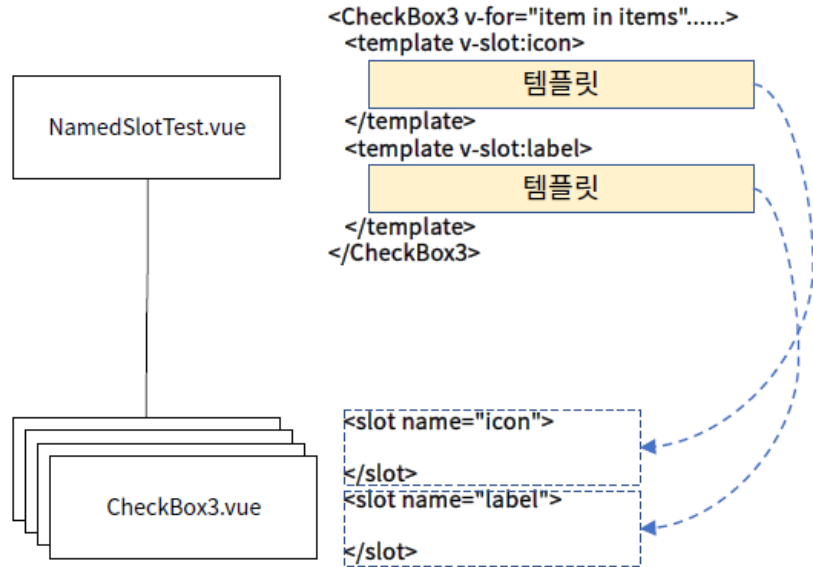 <CheckBox3 v-for="item in items"......>
<template v-slot:icon>
템플릿
</template>
<template v-slot:label>
템플릿
</template>
</CheckBox3>
NamedSlotTest.vue
<slot name="icon">
</slot>
<slot name="label">
</slot>
CheckBox3.vue